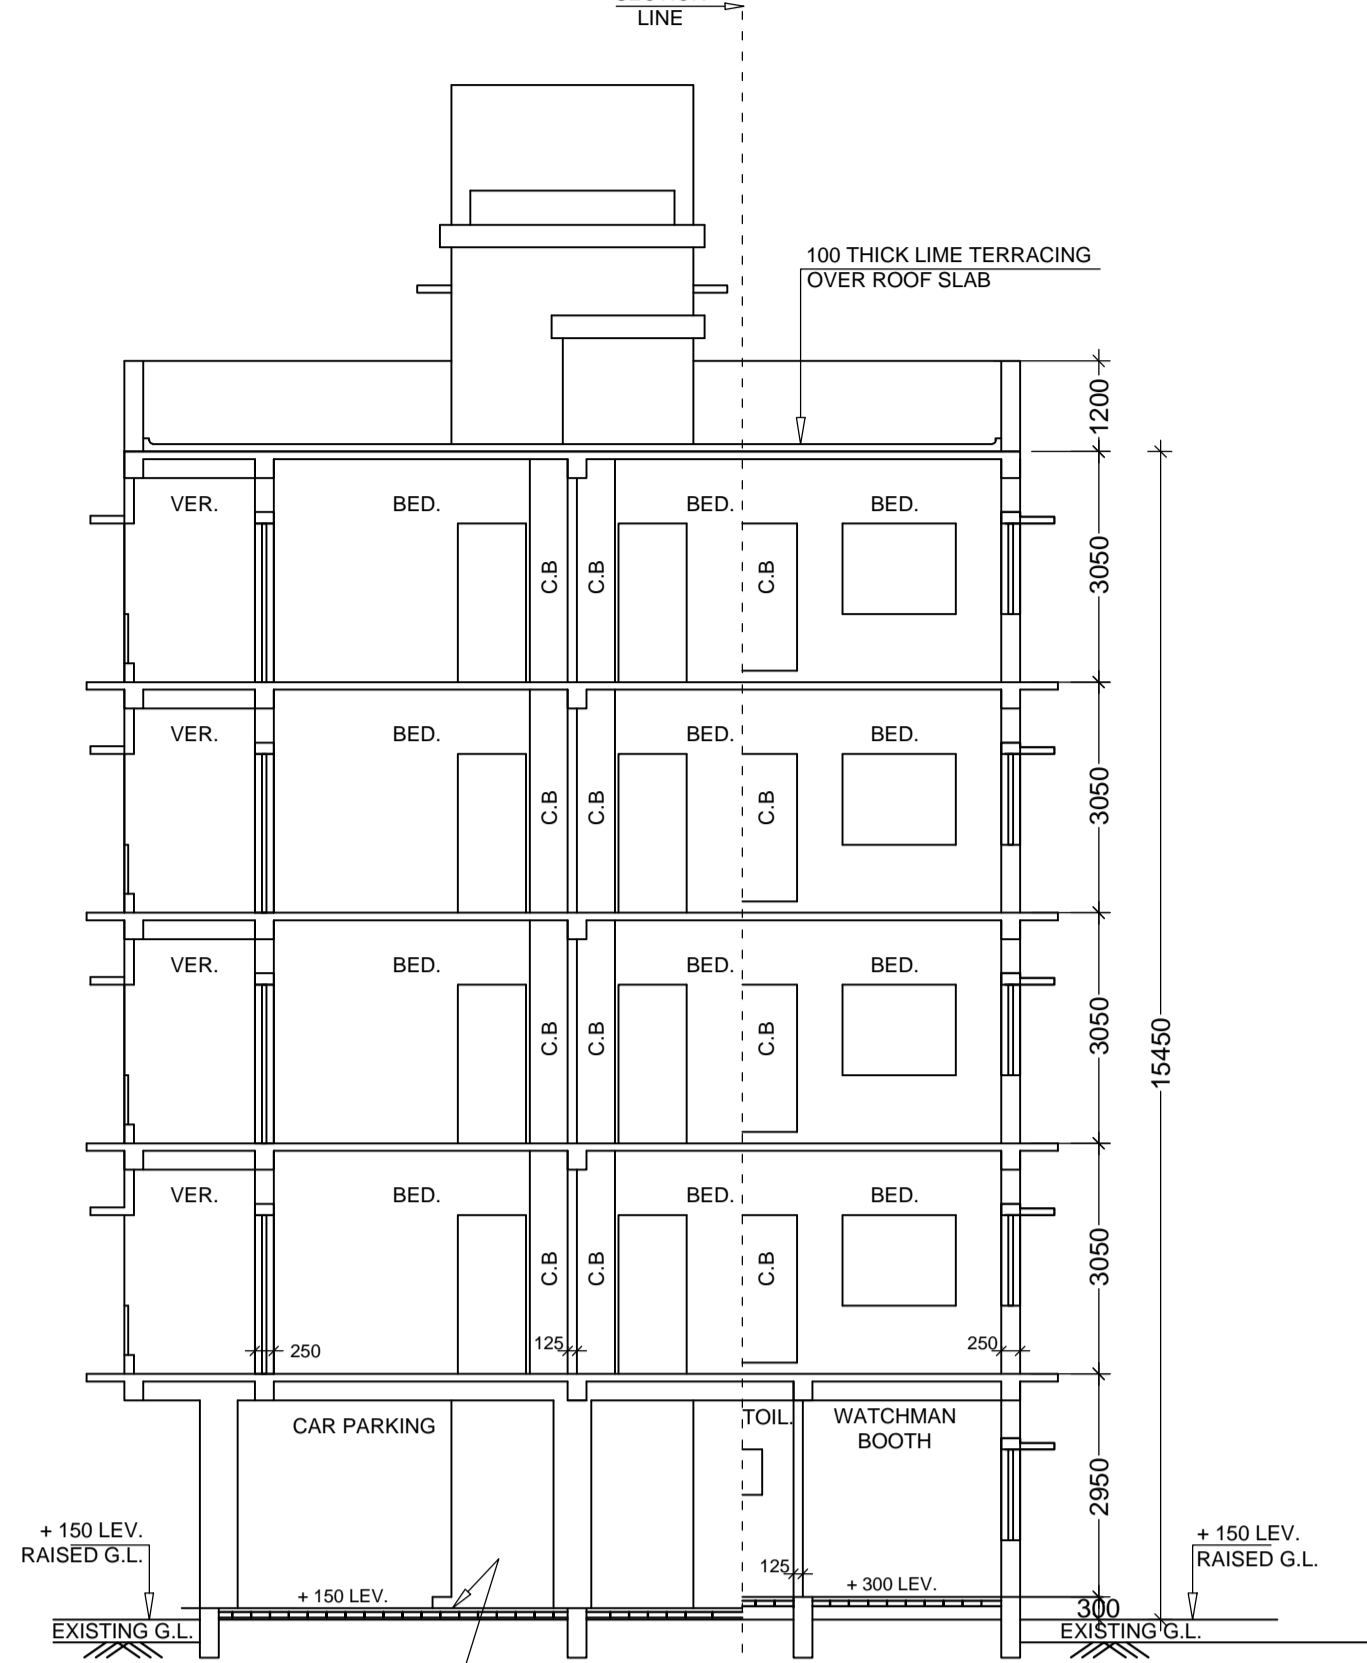 LINE
100 THICK LIME TERRACING
OVER ROOF SLAB
1200
VER. BED. BED. BED.
C.B C.B C.B
3050
VER. BED. BED. BED.
C.B C.B C.B
3050
VER. BED. BED. BED.
C.B C.B C.B
3050
15450
VER. BED. BED. BED.
C.B C.B C.B
3050
250 125 250
CAR PARKING
TOIL.
WATCHMAN
BOOTH
2950
+ 150 LEV.
RAISED G.L.
+ 150 LEV.
RAISED G.L.
125
+ 150 LEV.
+ 300 LEV.
300
EXISTING G.L.
EXISTING G.L.